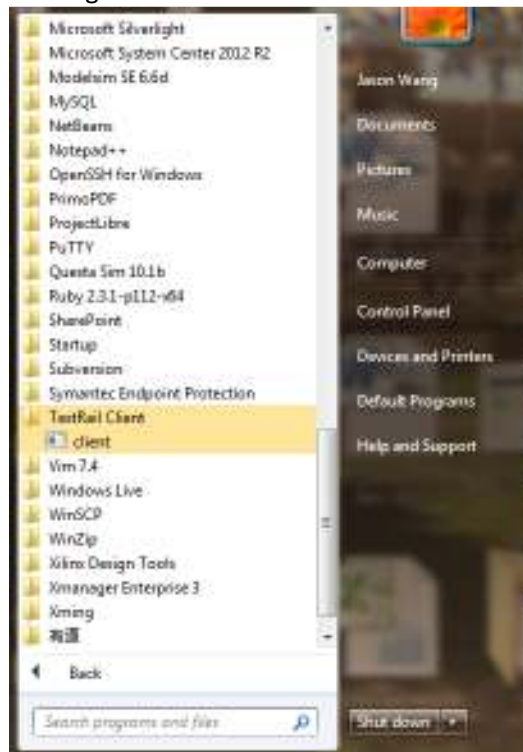 Microsoft Silverlight
Microsoft System Center 2012 R2
Modelsim SE 6.6d
MySQL
NetBeans
Notepad++
OpenSSH for Windows
PrimoPDF
ProjectLibre
PuTTY
Questa Sim 10.1b
Ruby 2.3.1-p112-x64
SharePoint
Startup
Subversion
Symantec Endpoint Protection
TestRail Client
client
Vim 7.4
Windows Live
WinSCP
WinZip
Xilinx Design Tools
Xmanager Enterprise 3
Xming
有道
Back
Search programs and files
Jason Wang
Documents
Pictures
Music
Computer
Control Panel
Devices and Printers
Default Programs
Help and Support
Shut down